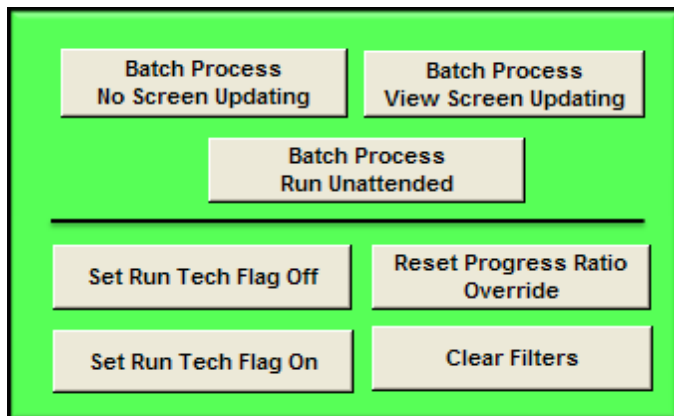 Batch Process
No Screen Updating
Batch Process
View Screen Updating
Batch Process
Run Unattended
Set Run Tech Flag Off
Reset Progress Ratio
Override
Set Run Tech Flag On
Clear Filters